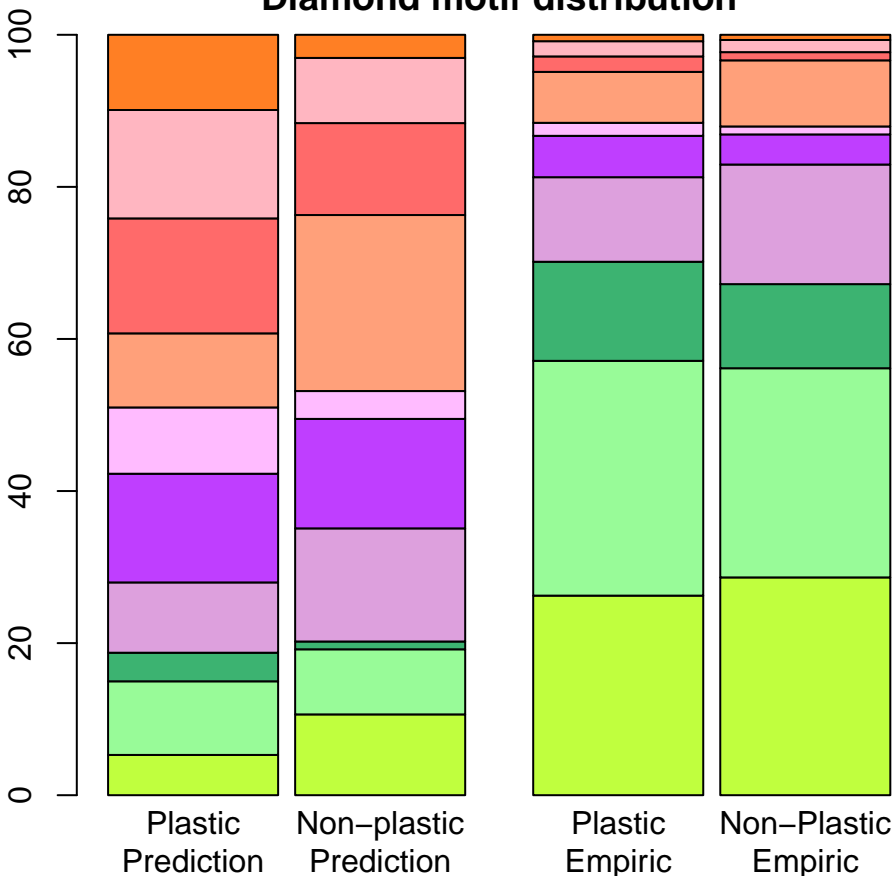 Diamond motif distribution
100
80
60
40
20
0
Plastic
Prediction
Non−plastic
Prediction
Plastic
Empiric
Non−Plastic
Empiric